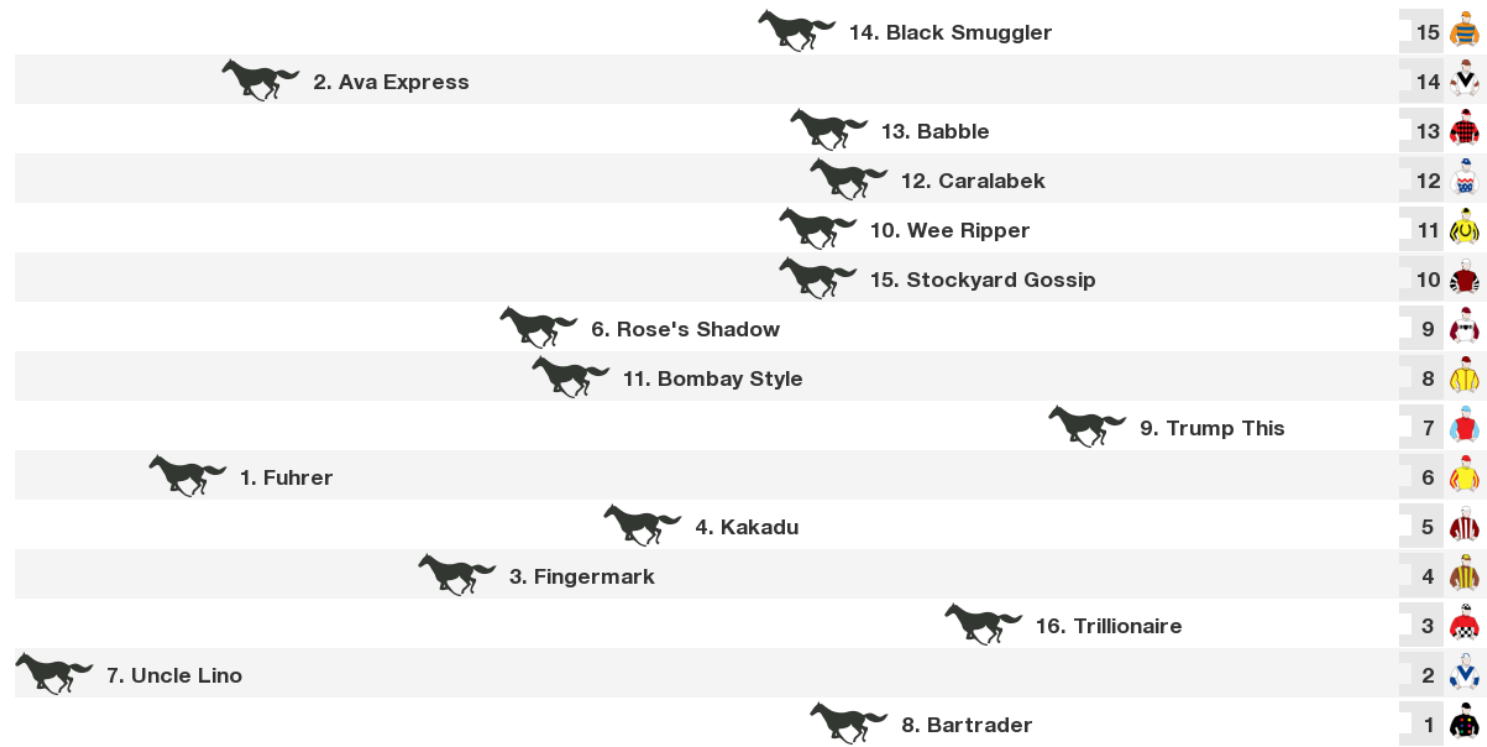 14. Black Smuggler 15
2. Ava Express 14
13. Babble 13
12. Caralabek 12
10. Wee Ripper 11
15. Stockyard Gossip 10
6. Rose's Shadow 9
11. Bombay Style 8
9. Trump This 7
1. Fuhrer 6
4. Kakadu 5
3. Fingermark 4
16. Trillionaire 3
7. Uncle Lino 2
8. Bartrader 1